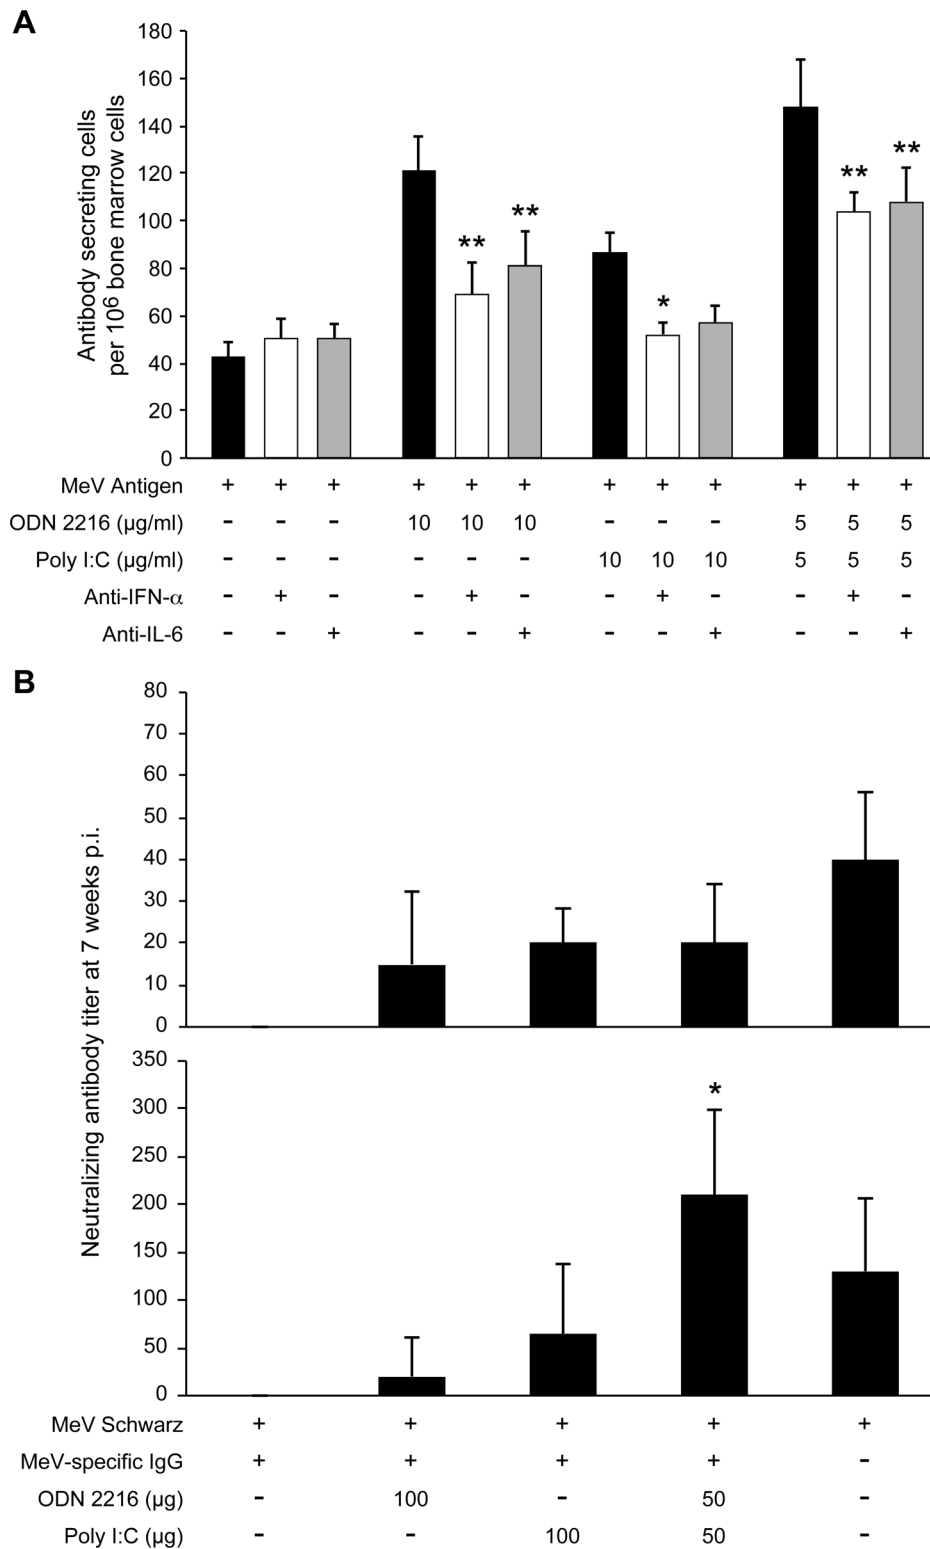 A
180
160
140
120
100
80
60
40
20
0
Antibody secreting cells
per 10⁶ bone marrow cells
** ** * ** **
MeV Antigen + + + + + + + + + + + +
ODN 2216 (μg/ml) - - - 10 10 10 - - - 5 5 5
Poly I:C (μg/ml) - - - - - - 10 10 10 5 5 5
Anti-IFN-α - + - - + - - + - - + -
Anti-IL-6 - - + - - + - - + - - +
B
80
70
60
50
40
30
20
10
0
Neutralizing antibody titer at 7 weeks p.i.
350
300
250
200
150
100
50
0
*
MeV Schwarz + + + + +
MeV-specific IgG + + + + -
ODN 2216 (μg) - 100 - 50 -
Poly I:C (μg) - - 100 50 -